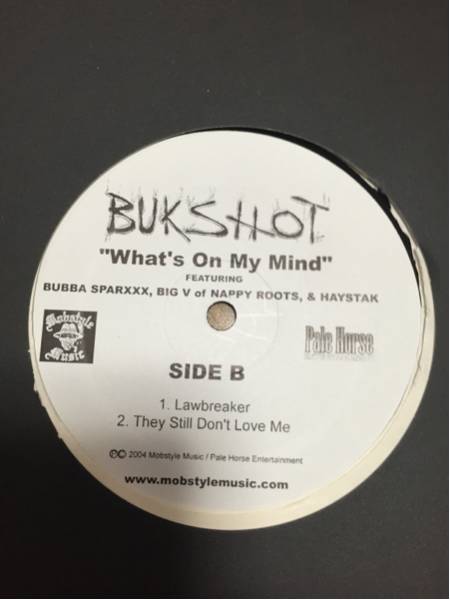 BUKSHOT
"What's On My Mind"
FEATURING
BUBBA SPARXXX, BIG V of NAPPY ROOTS, & HAYSTAK
Mobstyle
Music
Pale Horse
SIDE B
1. Lawbreaker
2. They Still Don't Love Me
℗© 2004 Mobstyle Music / Pale Horse Entertainment
www.mobstylemusic.com